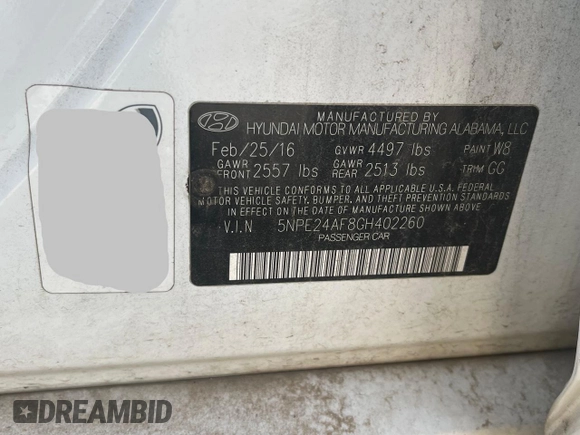 MANUFACTURED BY
HYUNDAI MOTOR MANUFACTURING ALABAMA, LLC
Feb/25/16 GVWR 4497 lbs PAINT W8
GAWR FRONT 2557 lbs GAWR REAR 2513 lbs TRIM GG
THIS VEHICLE CONFORMS TO ALL APPLICABLE U.S.A. FEDERAL
MOTOR VEHICLE SAFETY, BUMPER, AND THEFT PREVENTION
STANDARDS IN EFFECT ON THE DATE OF MANUFACTURE SHOWN ABOVE.
V.I.N 5NPE24AF8GH402260
PASSENGER CAR
DREAMBID